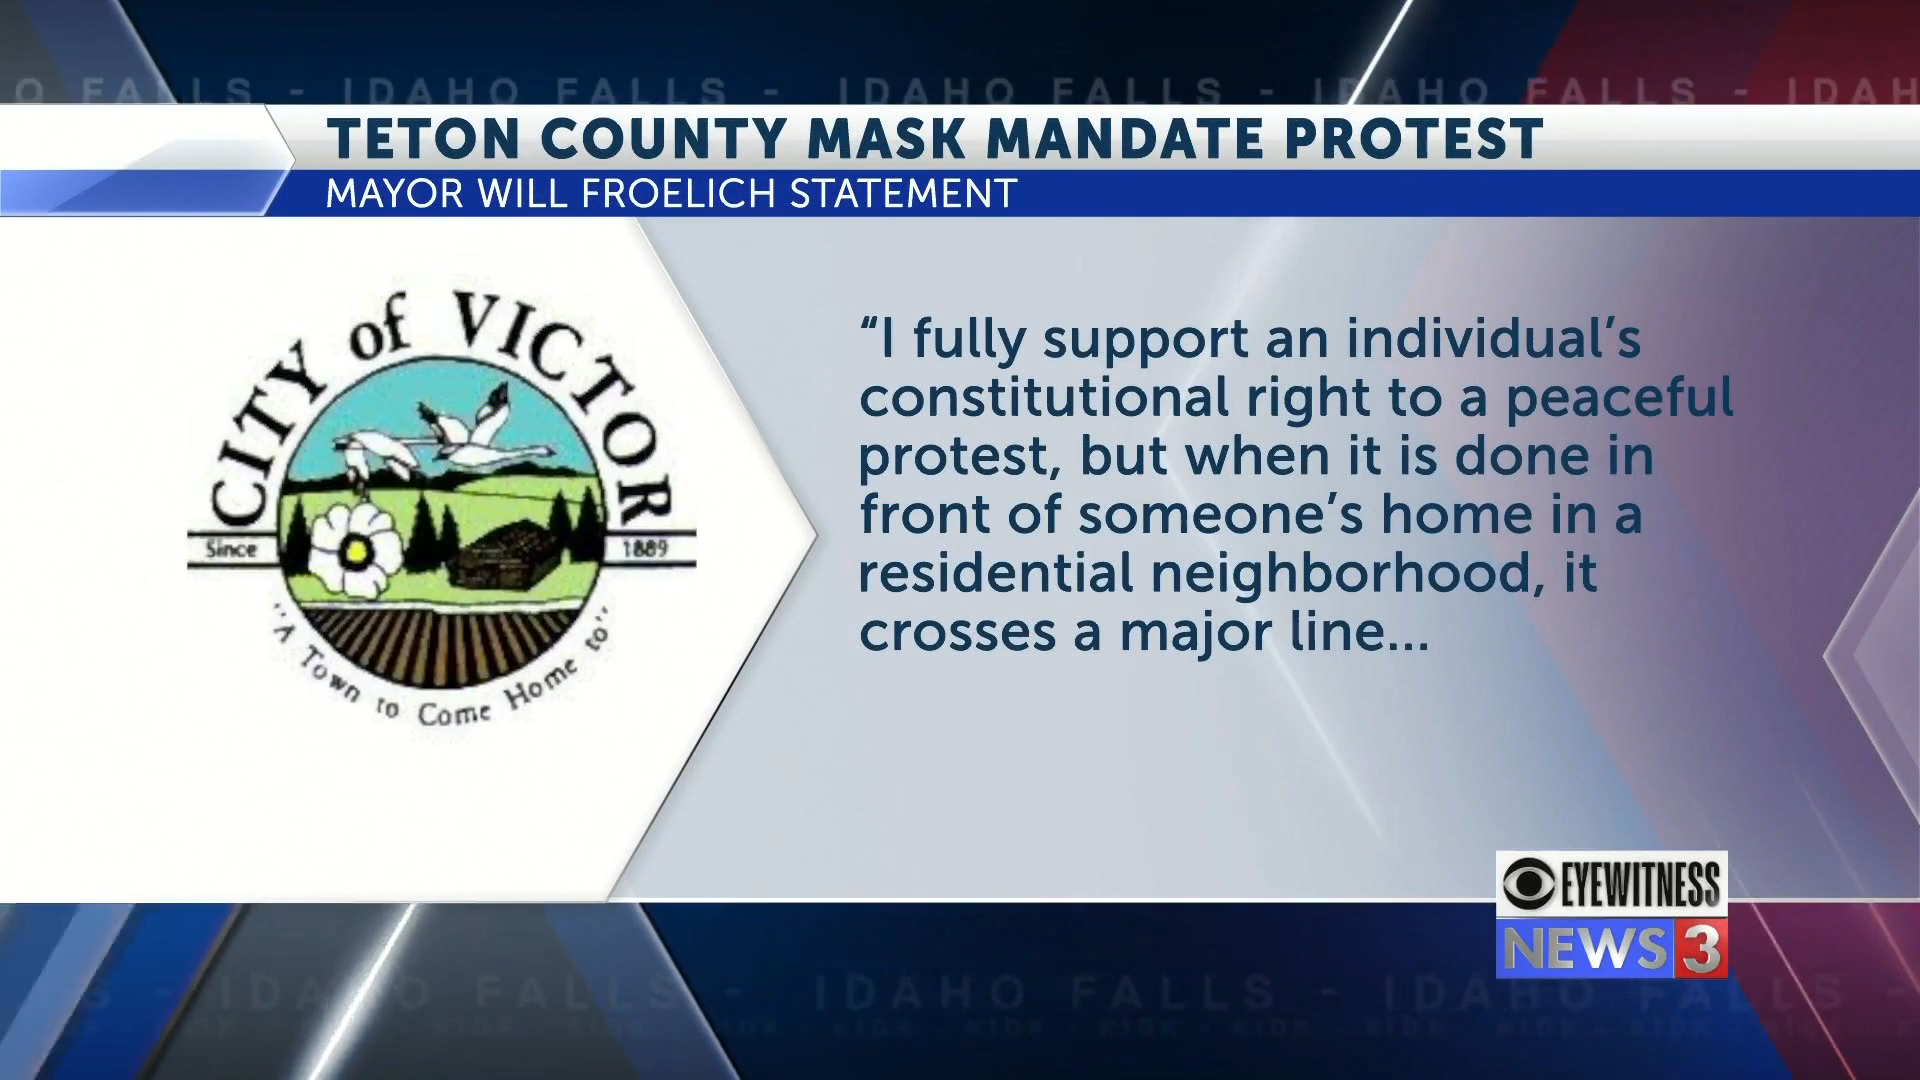 O FALLS - IDAHO FALLS - IDAHO FALLS - IDAHO FALLS - IDAH
TETON COUNTY MASK MANDATE PROTEST
MAYOR WILL FROELICH STATEMENT
CITY of VICTOR
Since 1889
"A Town to Come Home to"
“I fully support an individual’s
constitutional right to a peaceful
protest, but when it is done in
front of someone’s home in a
residential neighborhood, it
crosses a major line...
EYEWITNESS
NEWS 3
S - IDAHO FALLS - IDAHO FALLS - IDAHO FALLS -